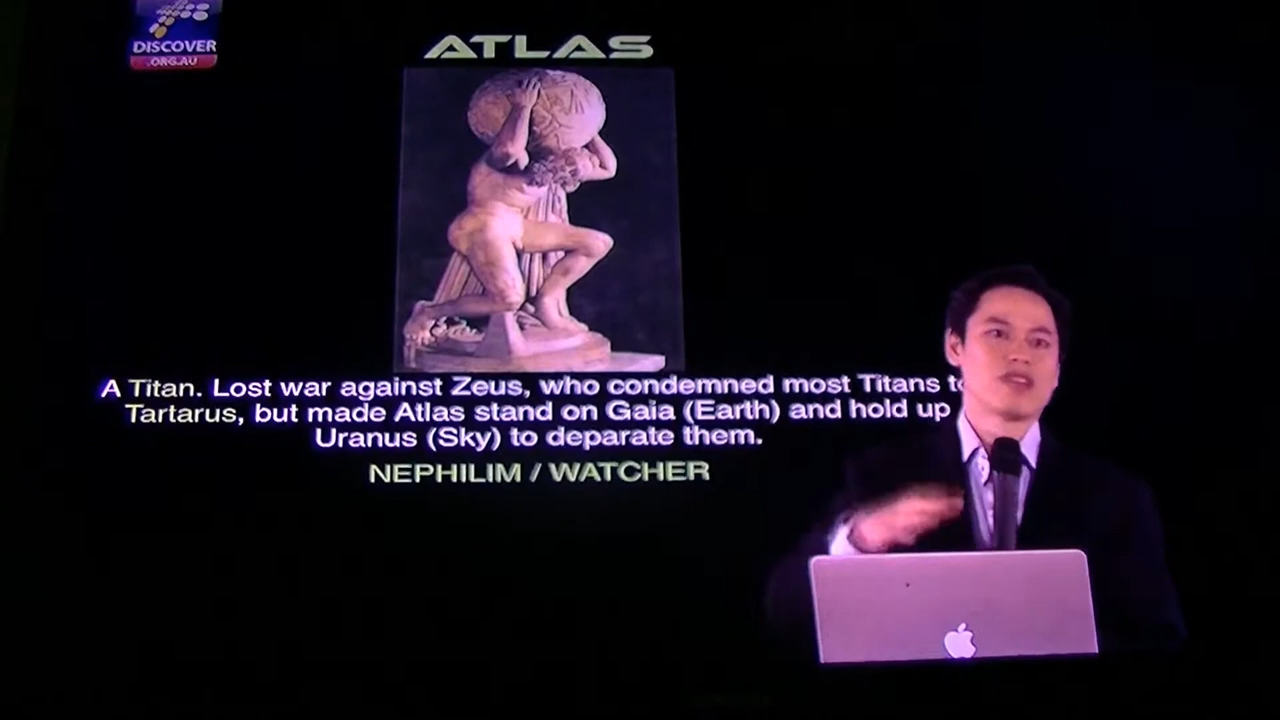 DISCOVER
.ORG.AU
ATLAS
A Titan. Lost war against Zeus, who condemned most Titans to
Tartarus, but made Atlas stand on Gaia (Earth) and hold up
Uranus (Sky) to deparate them.
NEPHILIM / WATCHER